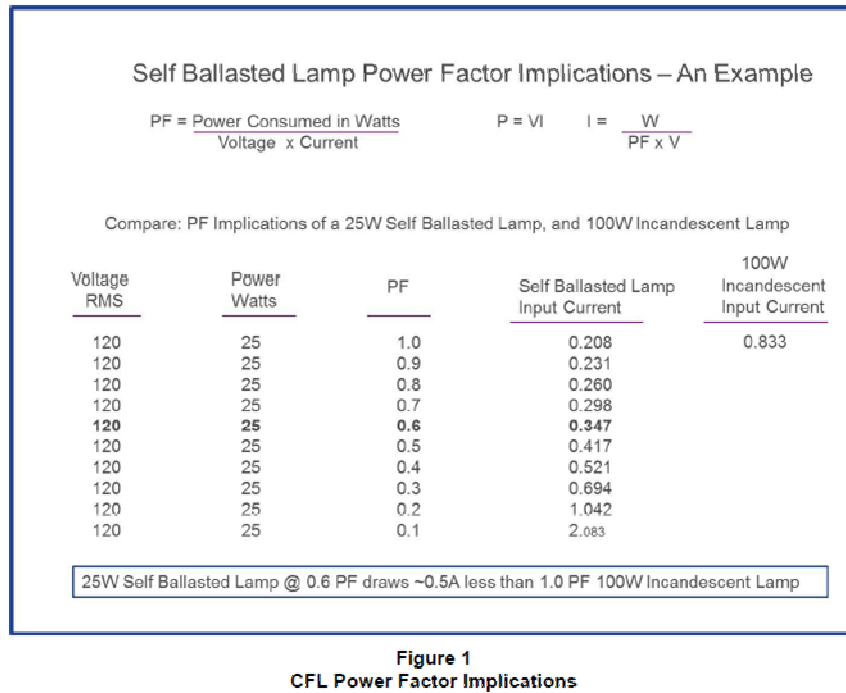 Self Ballasted Lamp Power Factor Implications – An Example
PF = Power Consumed in Watts
Voltage x Current
P = VI
I = W
PF x V
Compare: PF Implications of a 25W Self Ballasted Lamp, and 100W Incandescent Lamp
Voltage
RMS
Power
Watts
PF
Self Ballasted Lamp
Input Current
100W
Incandescent
Input Current
120 25 1.0 0.208 0.833
120 25 0.9 0.231
120 25 0.8 0.260
120 25 0.7 0.298
120 25 0.6 0.347
120 25 0.5 0.417
120 25 0.4 0.521
120 25 0.3 0.694
120 25 0.2 1.042
120 25 0.1 2.083
25W Self Ballasted Lamp @ 0.6 PF draws ~0.5A less than 1.0 PF 100W Incandescent Lamp
Figure 1
CFL Power Factor Implications